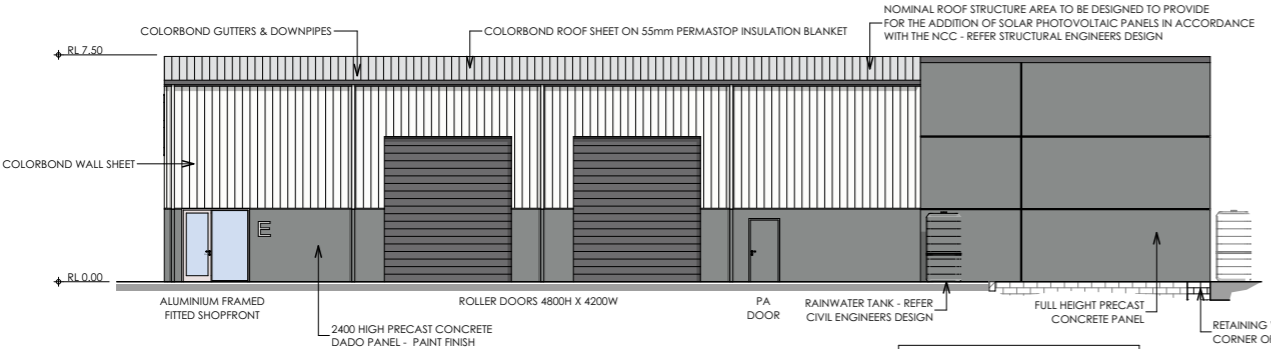 NOMINAL ROOF STRUCTURE AREA TO BE DESIGNED TO PROVIDE
FOR THE ADDITION OF SOLAR PHOTOVOLTAIC PANELS IN ACCORDANCE
WITH THE NCC - REFER STRUCTURAL ENGINEERS DESIGN
COLORBOND GUTTERS & DOWNPIPES
COLORBOND ROOF SHEET ON 55mm PERMASTOP INSULATION BLANKET
RL 7.50
COLORBOND WALL SHEET
E
RL 0.00
ALUMINIUM FRAMED
FITTED SHOPFRONT
2400 HIGH PRECAST CONCRETE
DADO PANEL - PAINT FINISH
ROLLER DOORS 4800H X 4200W
PA
DOOR
RAINWATER TANK - REFER
CIVIL ENGINEERS DESIGN
FULL HEIGHT PRECAST
CONCRETE PANEL
RETAINING
CORNER